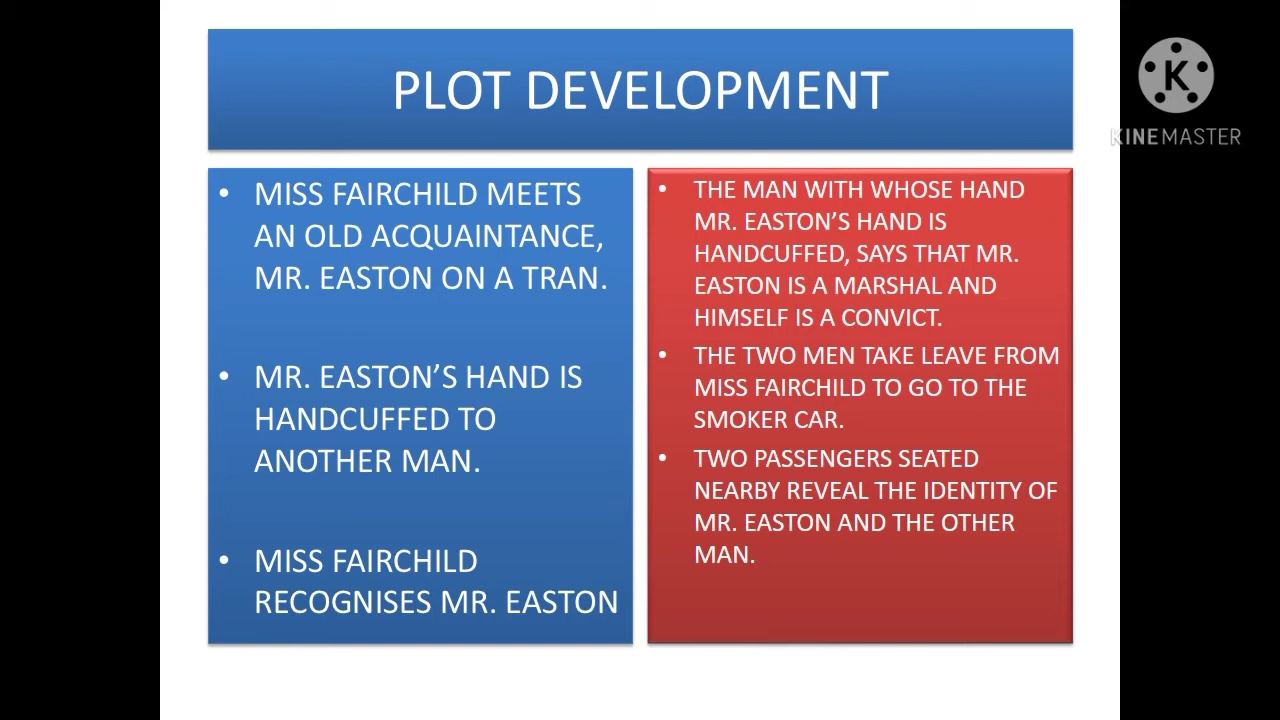 PLOT DEVELOPMENT
K
KINEMASTER
• MISS FAIRCHILD MEETS
AN OLD ACQUAINTANCE,
MR. EASTON ON A TRAN.
• MR. EASTON’S HAND IS
HANDCUFFED TO
ANOTHER MAN.
• MISS FAIRCHILD
RECOGNISES MR. EASTON
• THE MAN WITH WHOSE HAND
MR. EASTON’S HAND IS
HANDCUFFED, SAYS THAT MR.
EASTON IS A MARSHAL AND
HIMSELF IS A CONVICT.
• THE TWO MEN TAKE LEAVE FROM
MISS FAIRCHILD TO GO TO THE
SMOKER CAR.
• TWO PASSENGERS SEATED
NEARBY REVEAL THE IDENTITY OF
MR. EASTON AND THE OTHER
MAN.